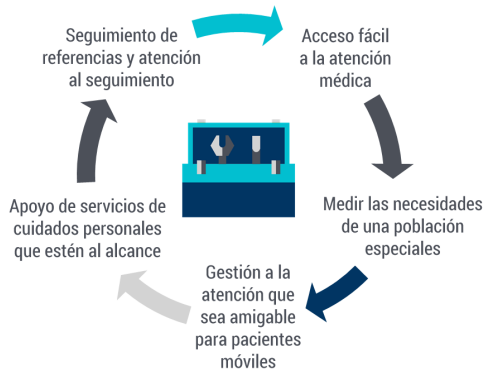 Seguimiento de
referencias y atención
al seguimiento
Acceso fácil
a la atención
médica
Medir las necesidades
de una población
especiales
Gestión a la
atención que
sea amigable
para pacientes
móviles
Apoyo de servicios de
cuidados personales
que estén al alcance